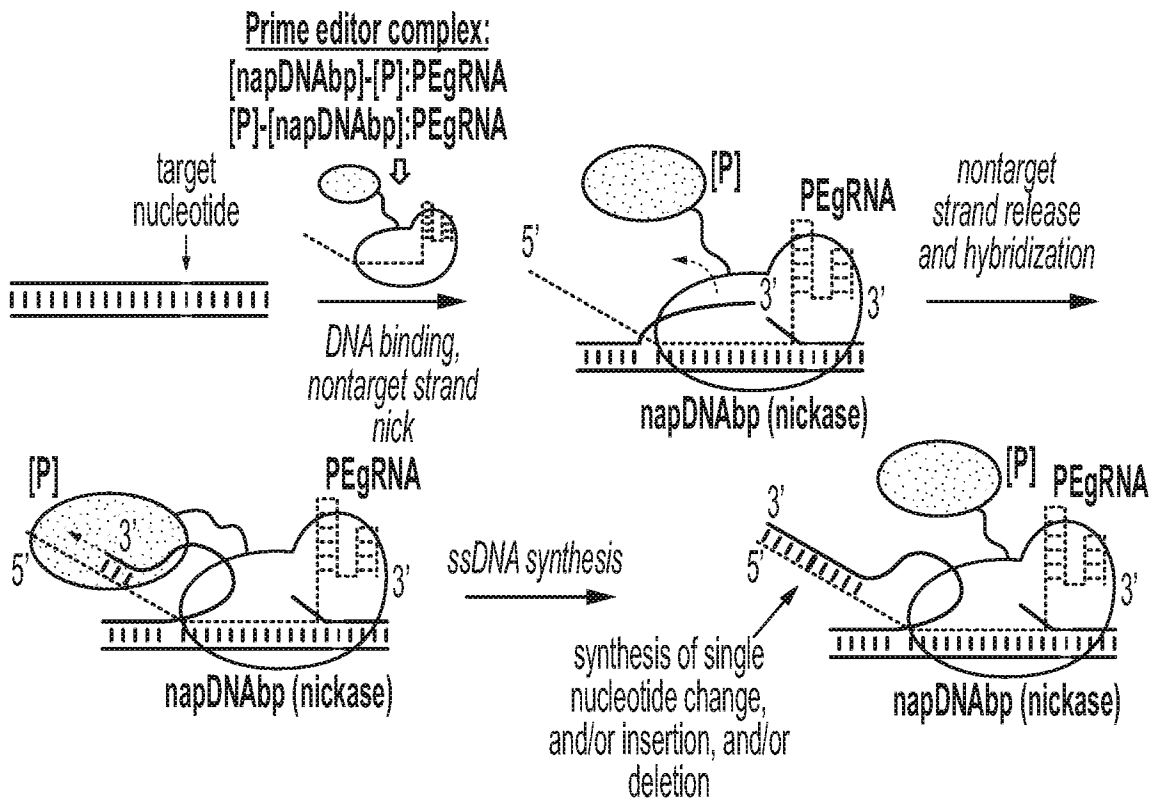 Prime editor complex:
[napDNAbp]-[P]:PEgRNA
[P]-[napDNAbp]:PEgRNA
target
nucleotide
DNA binding,
nontarget strand
nick
5'
[P]
PEgRNA
3'
3'
napDNAbp (nickase)
nontarget
strand release
and hybridization
[P]
PEgRNA
3'
5'
3'
napDNAbp (nickase)
ssDNA synthesis
synthesis of single
nucleotide change,
and/or insertion, and/or
deletion
[P]
PEgRNA
3'
5'
3'
napDNAbp (nickase)